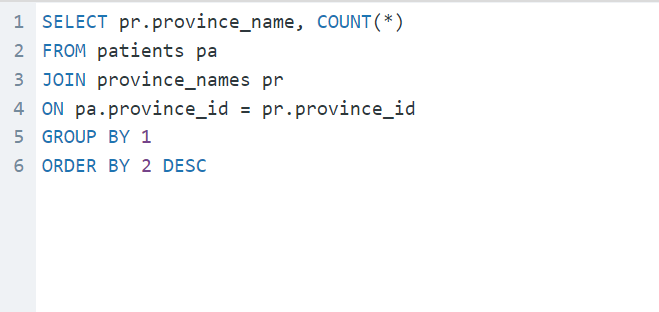 1 SELECT pr.province_name, COUNT(*)
2 FROM patients pa
3 JOIN province_names pr
4 ON pa.province_id = pr.province_id
5 GROUP BY 1
6 ORDER BY 2 DESC